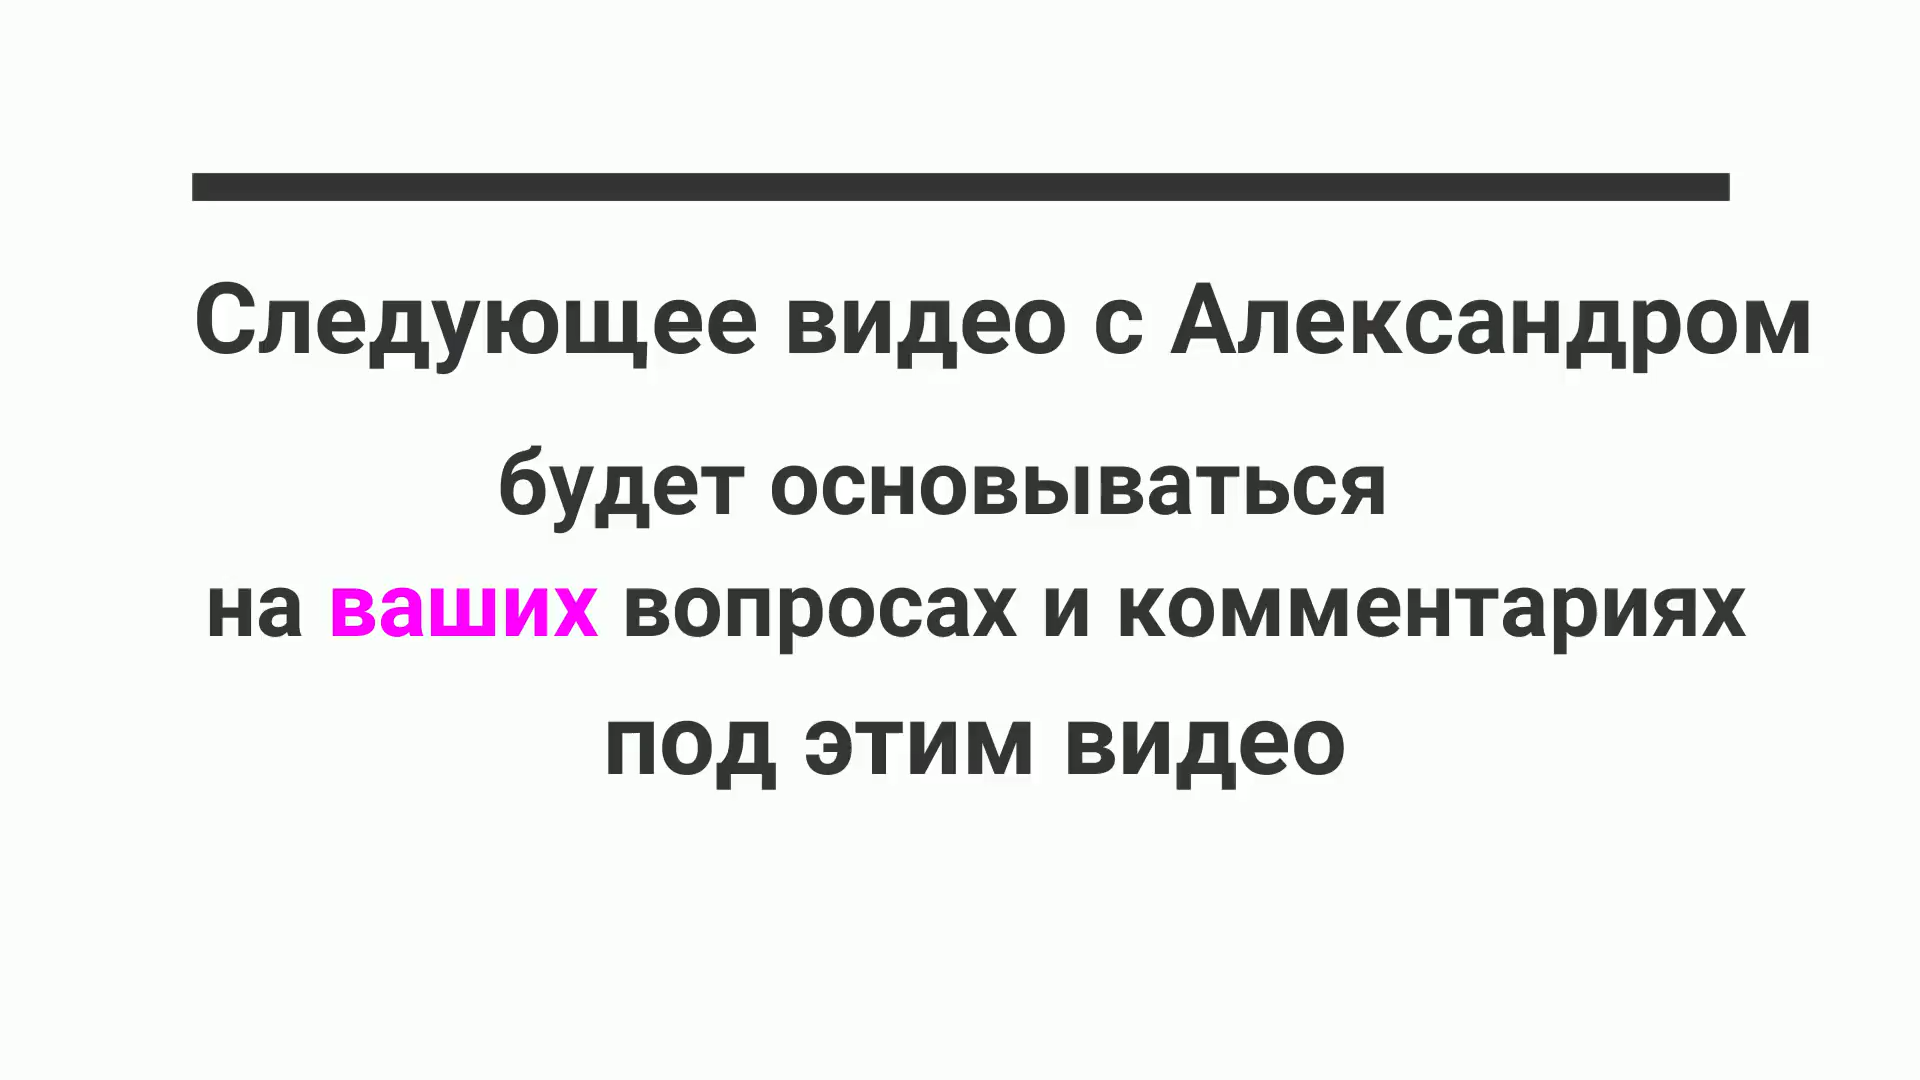 Следующее видео с Александром
будет основываться
на ваших вопросах и комментариях
под этим видео